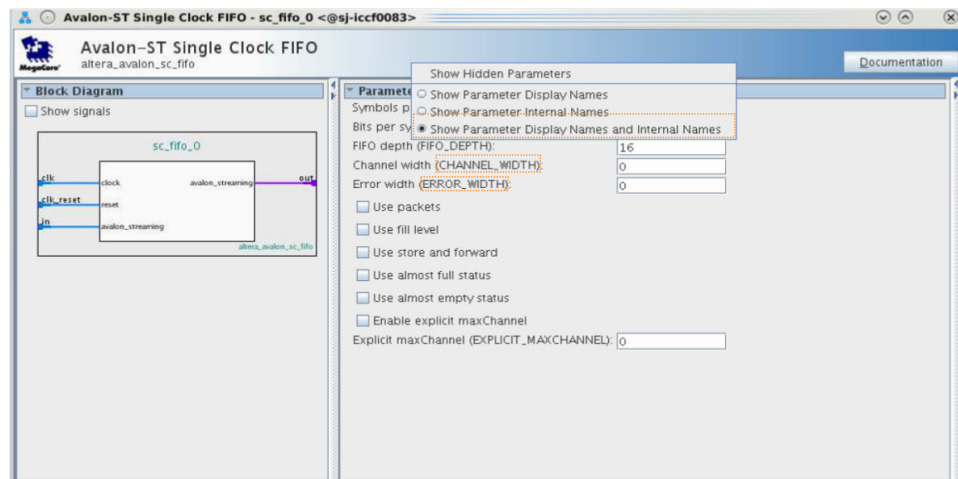 Avalon-ST Single Clock FIFO - sc_fifo_0 <@sj-iccf0083>
MegaCore'
Avalon-ST Single Clock FIFO
altera_avalon_sc_fifo
Documentation
Block Diagram
Show signals
sc_fifo_0
clk
clock
avalon_streaming
out
clk_reset
reset
in
avalon_streaming
altera_avalon_sc_fifo
Paramete
Show Hidden Parameters
Show Parameter Display Names
Show Parameter Internal Names
Show Parameter Display Names and Internal Names
Symbols p
Bits per sy
FIFO depth (FIFO_DEPTH): 16
Channel width (CHANNEL_WIDTH): 0
Error width (ERROR_WIDTH): 0
Use packets
Use fill level
Use store and forward
Use almost full status
Use almost empty status
Enable explicit maxChannel
Explicit maxChannel (EXPLICIT_MAXCHANNEL): 0